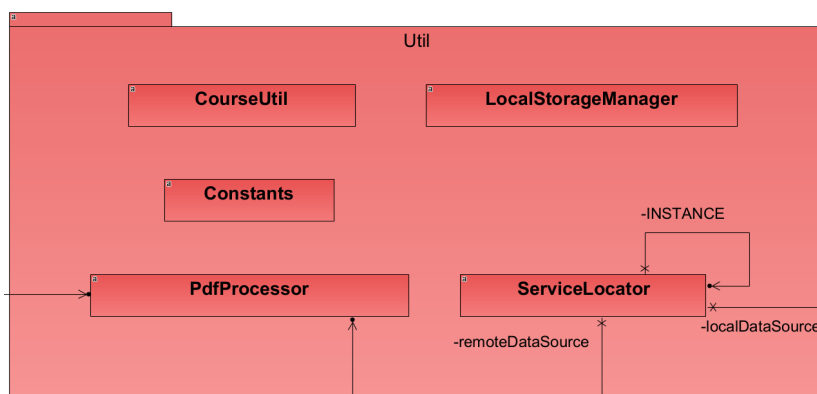 Util
CourseUtil
LocalStorageManager
Constants
-INSTANCE
PdfProcessor
ServiceLocator
-localDataSource
-remoteDataSource